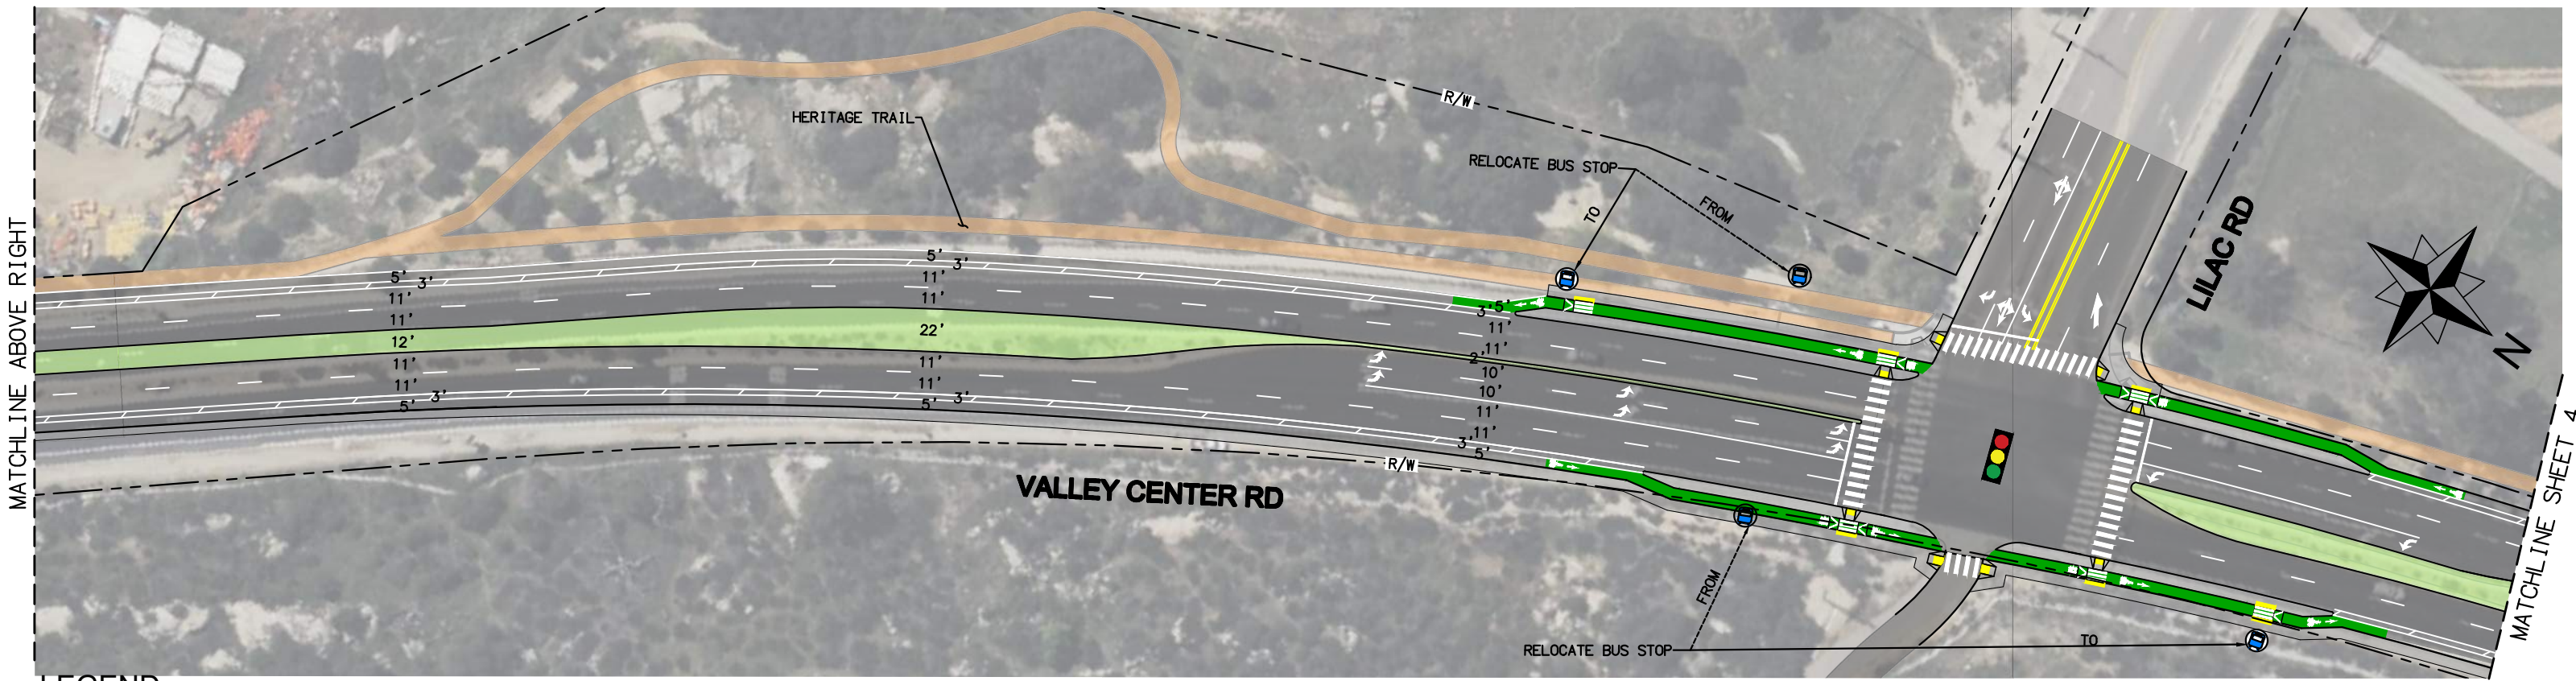 MATCHLINE ABOVE RIGHT
HERITAGE TRAIL
R/W
RELOCATE BUS STOP
TO
FROM
LILAC RD
N
5'
3'
11'
11'
12'
11'
11'
3'
5'
5'
3'
11'
11'
22'
11'
11'
3'
5'
3'
5'
11'
11'
2'
10'
10'
11'
11'
3'
5'
R/W
VALLEY CENTER RD
FROM
RELOCATE BUS STOP
TO
MATCHLINE SHEET 4
LEGEND